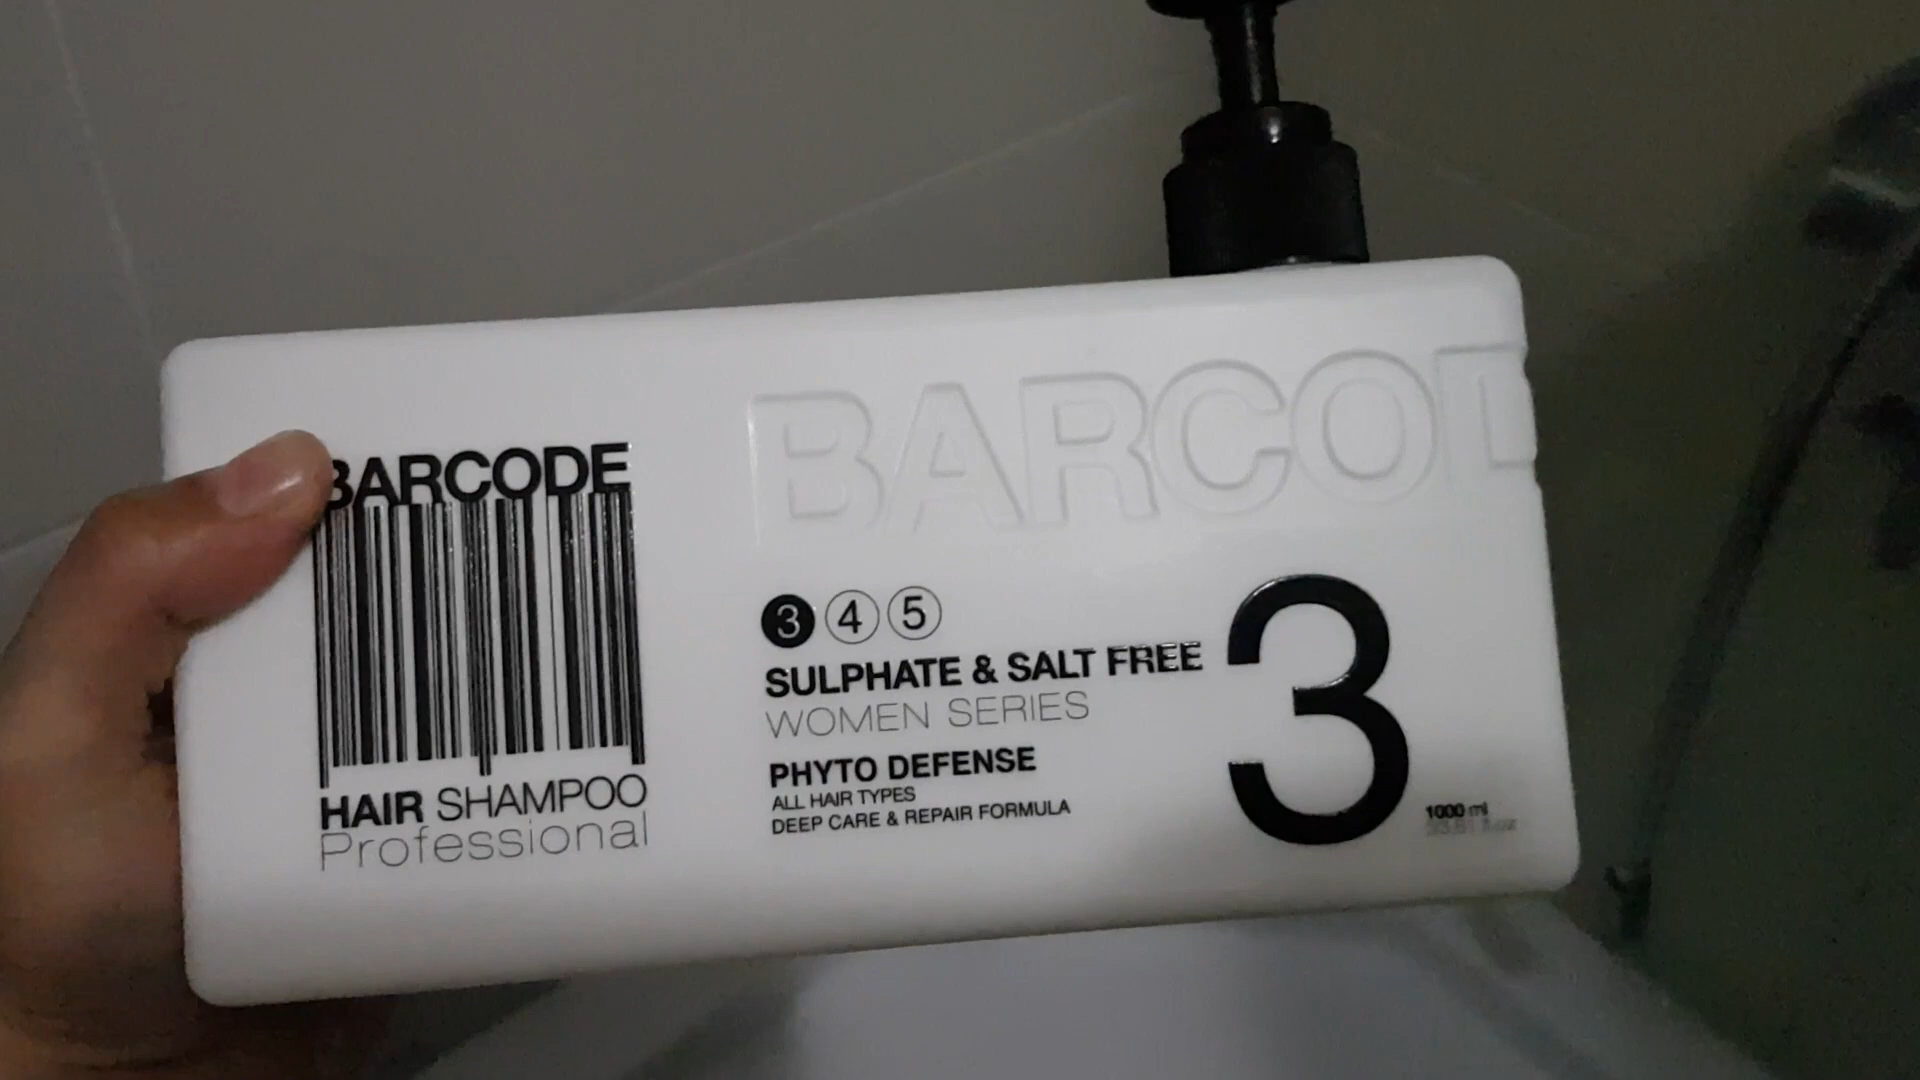 BARCODE
HAIR SHAMPOO
Professional
BARCOD
3 4 5
SULPHATE & SALT FREE
WOMEN SERIES
PHYTO DEFENSE
ALL HAIR TYPES
DEEP CARE & REPAIR FORMULA
3
1000 ml